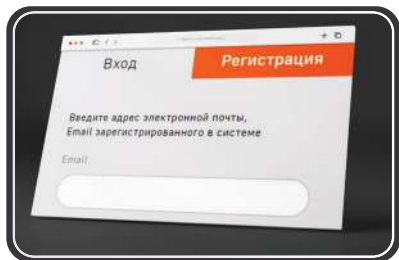 Вход
Регистрация
Введите адрес электронной почты,
Email зарегистрированного в системе
Email